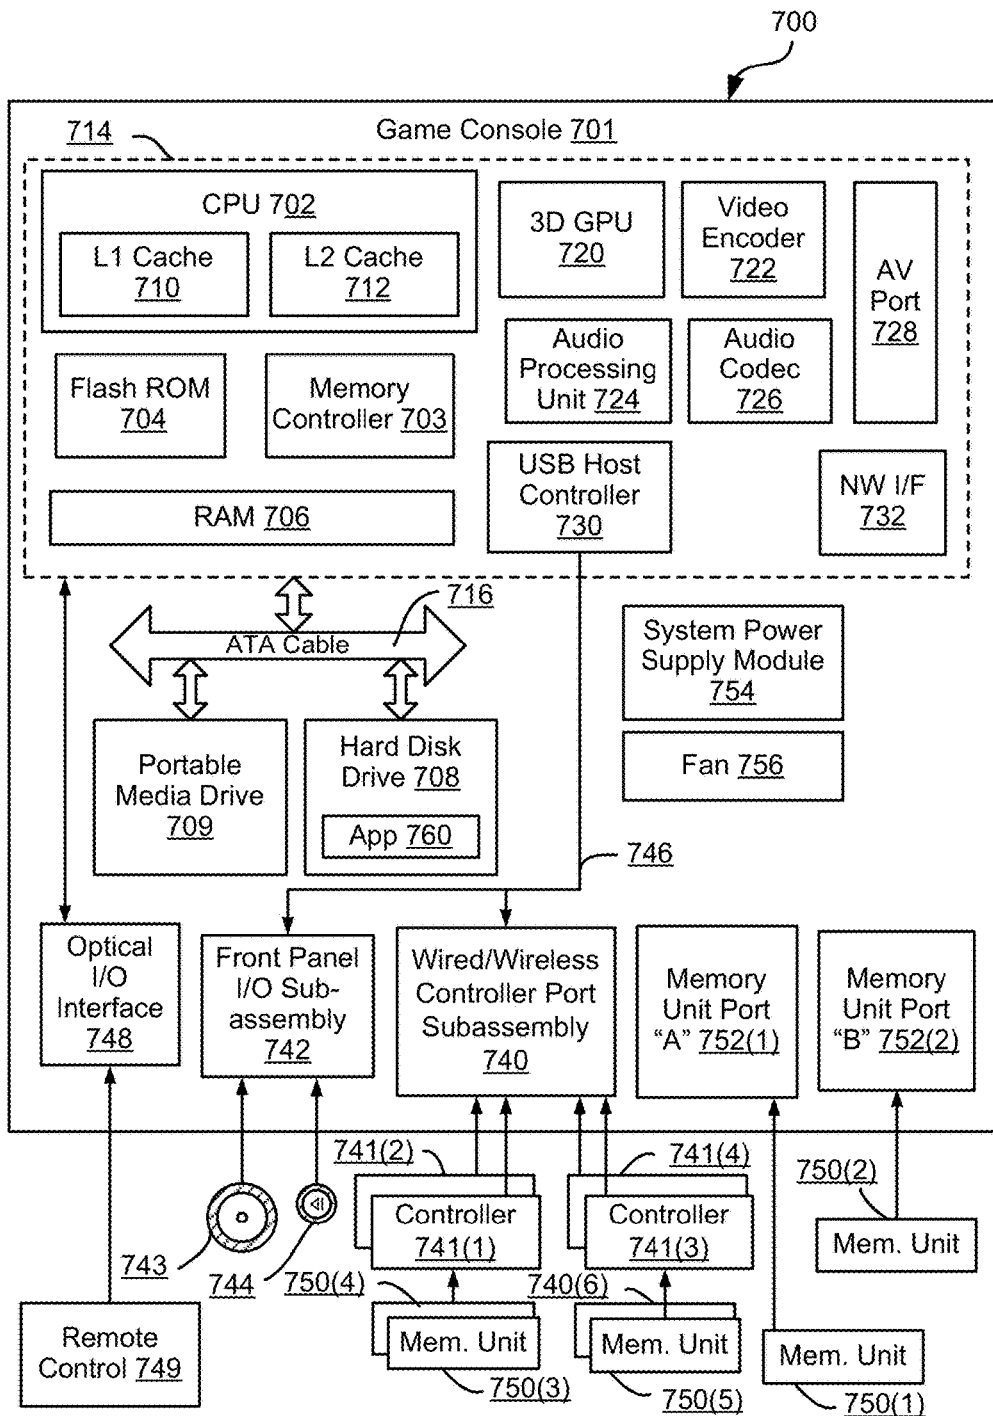 700
Game Console 701
714
CPU 702
L1 Cache
710
L2 Cache
712
3D GPU
720
Video
Encoder
722
AV
Port
728
Flash ROM
704
Memory
Controller 703
Audio
Processing
Unit 724
Audio
Codec
726
RAM 706
USB Host
Controller
730
NW I/F
732
716
ATA Cable
System Power
Supply Module
754
Portable
Media Drive
709
Hard Disk
Drive 708
App 760
Fan 756
746
Optical
I/O
Interface
748
Front Panel
I/O Sub-
assembly
742
Wired/Wireless
Controller Port
Subassembly
740
Memory
Unit Port
“A” 752(1)
Memory
Unit Port
“B” 752(2)
741(2)
741(4)
750(2)
Controller
741(1)
Controller
741(3)
Mem. Unit
743
744
750(4)
740(6)
Remote
Control 749
Mem. Unit
Mem. Unit
Mem. Unit
750(3)
750(5)
750(1)